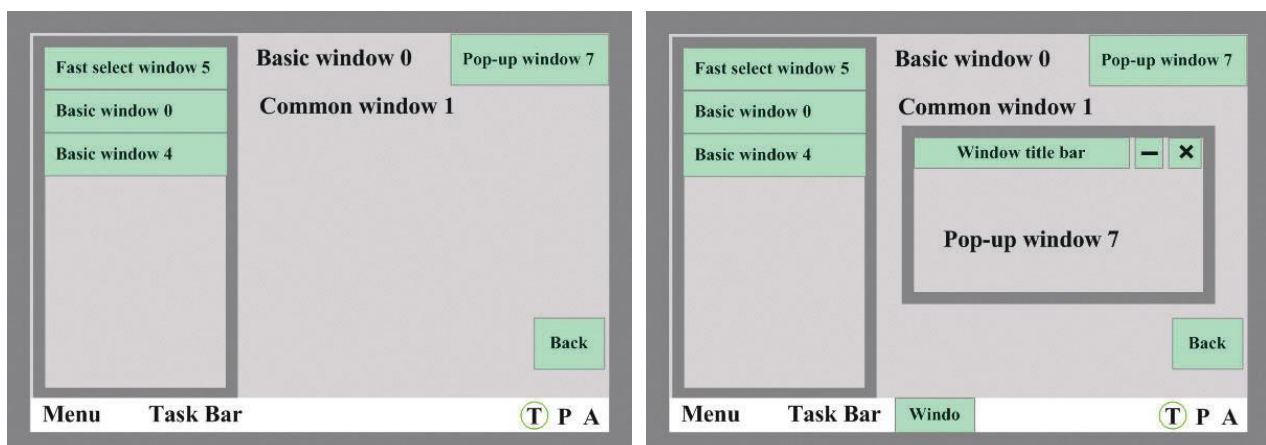 Fast select window 5
Basic window 0
Basic window 4
Basic window 0
Pop-up window 7
Common window 1
Back
Menu Task Bar T P A
Fast select window 5
Basic window 0
Basic window 4
Basic window 0
Pop-up window 7
Common window 1
Window title bar
Pop-up window 7
Back
Menu Task Bar Windo T P A